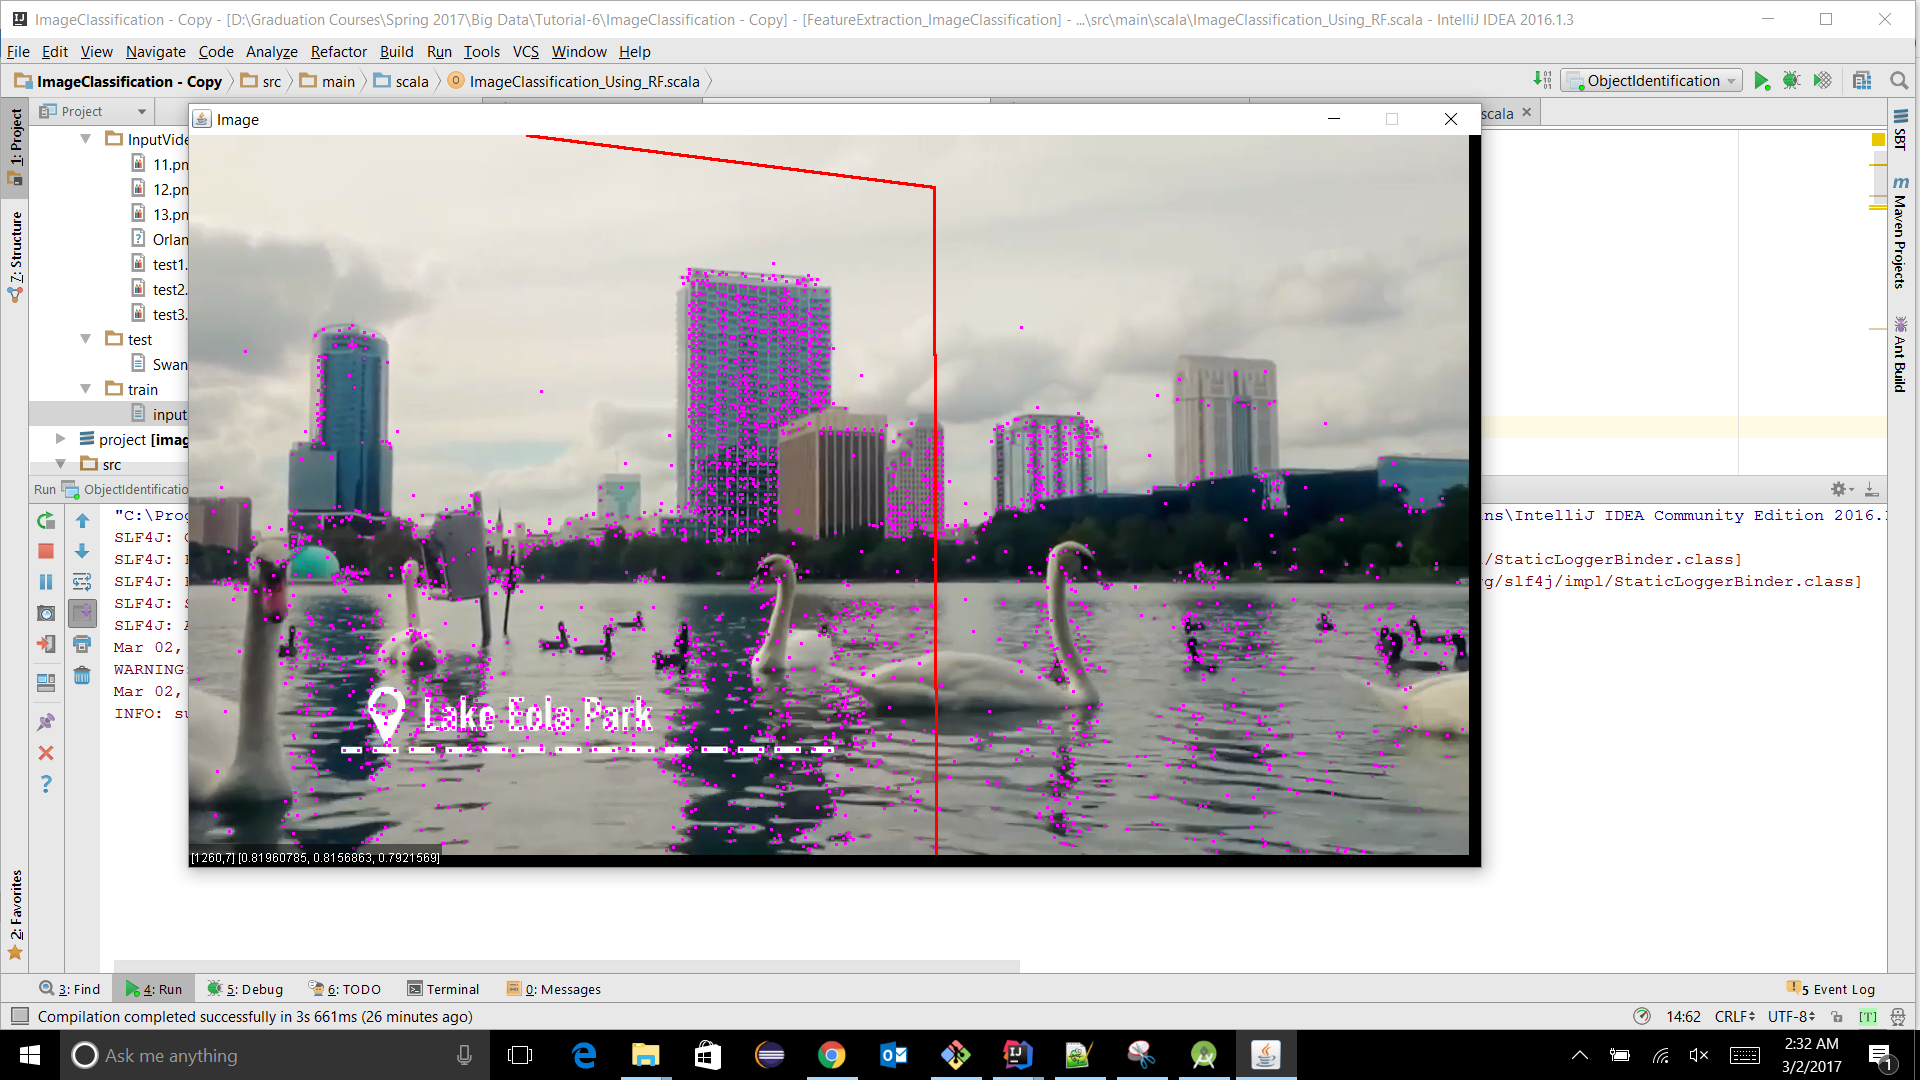 ImageClassification - Copy - [D:\Graduation Courses\Spring 2017\Big Data\Tutorial-6\ImageClassification - Copy] - [FeatureExtraction_ImageClassification] - ...\src\main\scala\ImageClassification_Using_RF.scala - IntelliJ IDEA 2016.1.3
File Edit View Navigate Code Analyze Refactor Build Run Tools VCS Window Help
ImageClassification - Copy src main scala ImageClassification_Using_RF.scala ObjectIdentification
1: Project
7: Structure
2: Favorites
Project
scala
InputVide
11.pn
12.pn
13.pn
Orlan
test1.
test2.
test3.
test
Swan
train
input
project [imag
src
Image
Lake Eola Park
[1260,7] [0.81960785, 0.8156863, 0.7921569]
SBT
Maven Projects
Ant Build
Run ObjectIdentificatio
"C:\Prog
ns\IntelliJ IDEA Community Edition 2016.1
SLF4J:
SLF4J:
/StaticLoggerBinder.class]
SLF4J:
rg/slf4j/impl/StaticLoggerBinder.class]
SLF4J: S
SLF4J: A
Mar 02,
WARNING:
Mar 02,
INFO: su
3: Find 4: Run 5: Debug 6: TODO Terminal 0: Messages 5 Event Log
Compilation completed successfully in 3s 661ms (26 minutes ago) 14:62 CRLF UTF-8 [T]
Ask me anything
2:32 AM
3/2/2017
1